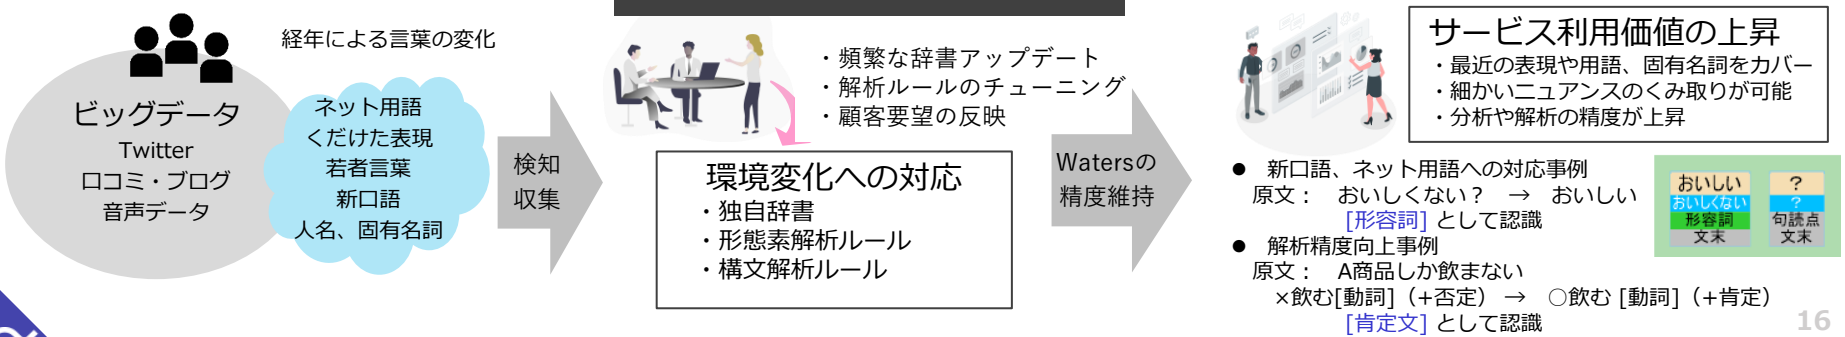 経年による言葉の変化
ビッグデータ
Twitter
口コミ・ブログ
音声データ
ネット用語
くだけた表現
若者言葉
新口語
人名、固有名詞
検知
収集
・頻繁な辞書アップデート
・解析ルールのチューニング
・顧客要望の反映
環境変化への対応
・独自辞書
・形態素解析ルール
・構文解析ルール
Watersの
精度維持
サービス利用価値の上昇
・最近の表現や用語、固有名詞をカバー
・細かいニュアンスのくみ取りが可能
・分析や解析の精度が上昇
● 新口語、ネット用語への対応事例
原文： おいしくない？ → おいしい
[形容詞] として認識
● 解析精度向上事例
原文： A商品しか飲まない
×飲む[動詞]（+否定） → ○飲む [動詞]（+肯定）
[肯定文] として認識
おいしい
おいしくない
形容詞
文末
？
？
句読点
文末
16